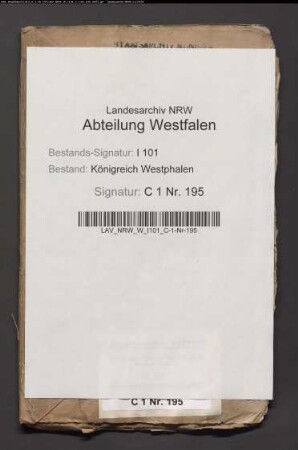 Landesarchiv NRW
Abteilung Westfalen
Bestands-Signatur: I 101
Bestand: Königreich Westphalen
Signatur: C 1 Nr. 195
LAV_NRW_W_I101_C-1-Nr-195
C 1 Nr. 195